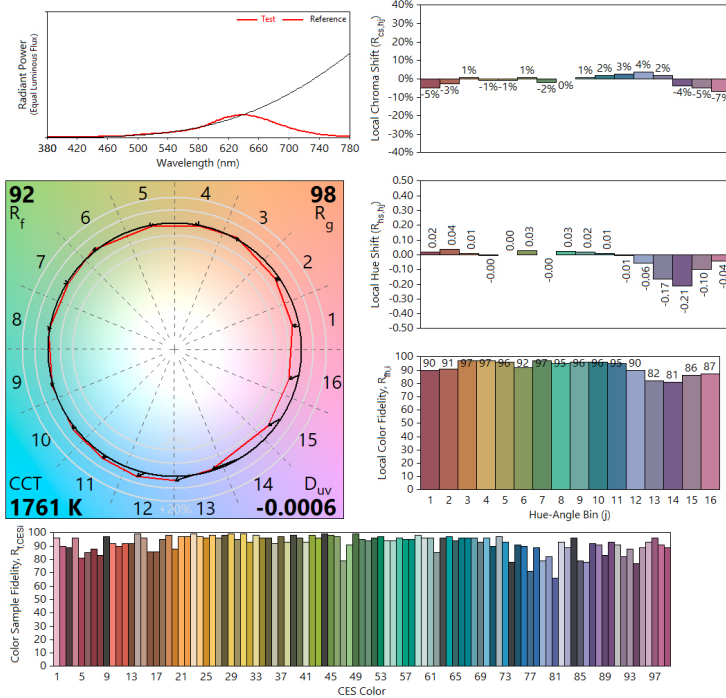 Test Reference
Radiant Power
(Equal Luminous Flux)
380 420 460 500 540 580 620 660 700 740 780
Wavelength (nm)
40%
30%
20%
10%
0%
-10%
-20%
-30%
-40%
Local Chroma Shift (Rcs,hj)
-5% -3% 1% -1% -1% 1% -2% 0% 1% 2% 3% 4% 2% -4% -5% -7%
92
Rf
98
Rg
CCT
1761 K
Duv
-0.0006
+20%
1 2 3 4 5 6 7 8 9 10 11 12 13 14 15 16
0.50
0.40
0.30
0.20
0.10
0.00
-0.10
-0.20
-0.30
-0.40
-0.50
Local Hue Shift (Rhs,hj)
0.02 0.04 0.01 -0.00 0.00 0.03 -0.00 0.03 0.02 0.01 -0.01 -0.06 -0.17 -0.21 -0.10 -0.04
100
90
80
70
60
50
40
30
20
10
0
Local Color Fidelity, Rfh,i
90 91 97 97 96 92 97 95 96 96 95 90 82 81 86 87
1 2 3 4 5 6 7 8 9 10 11 12 13 14 15 16
Hue-Angle Bin (j)
100
90
80
70
60
50
40
30
20
10
0
Color Sample Fidelity, Rf,CESi
1 5 9 13 17 21 25 29 33 37 41 45 49 53 57 61 65 69 73 77 81 85 89 93 97
CES Color